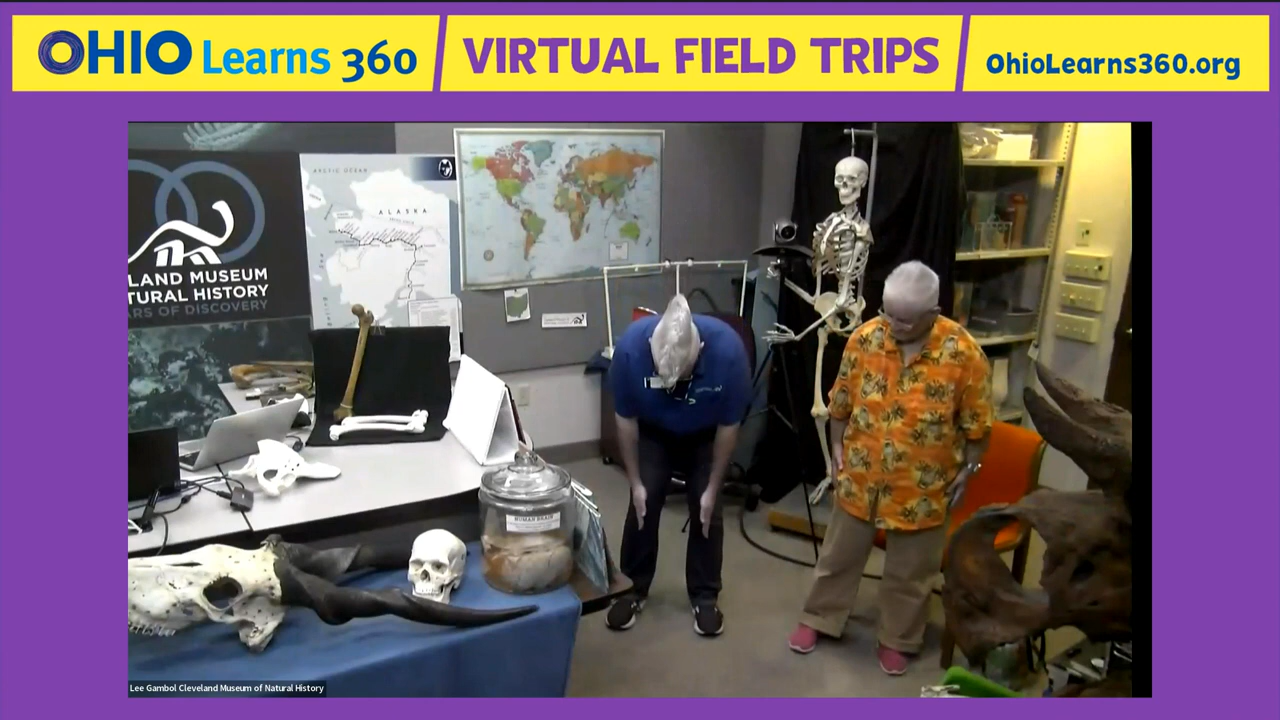 OHIO Learns 360
VIRTUAL FIELD TRIPS
OhioLearns360.org
ARCTIC OCEAN
ALASKA
LAND MUSEUM
TURAL HISTORY
ARS OF DISCOVERY
HUMAN BRAIN
Lee Gambol Cleveland Museum of Natural History